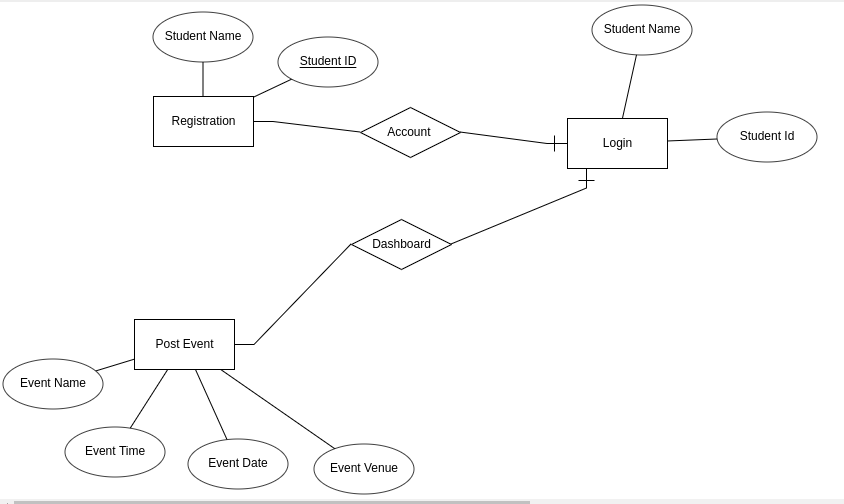 Student Name
Student ID
Registration
Account
Student Name
Login
Student Id
Dashboard
Post Event
Event Name
Event Time
Event Date
Event Venue